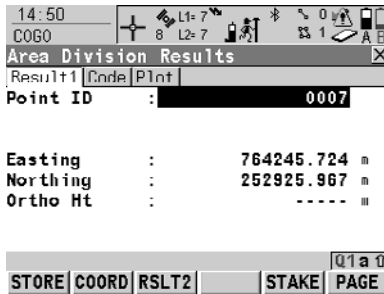 14:50
L1= 7
0
COGO
8 L2= 7
1
A B
Area Division Results X
Result1 Code Plot
Point ID : 0007
Easting : 764245.724 m
Northing : 252925.967 m
Ortho Ht : ----- m
Q1 a
STORE COORD RSLT2 STAKE PAGE